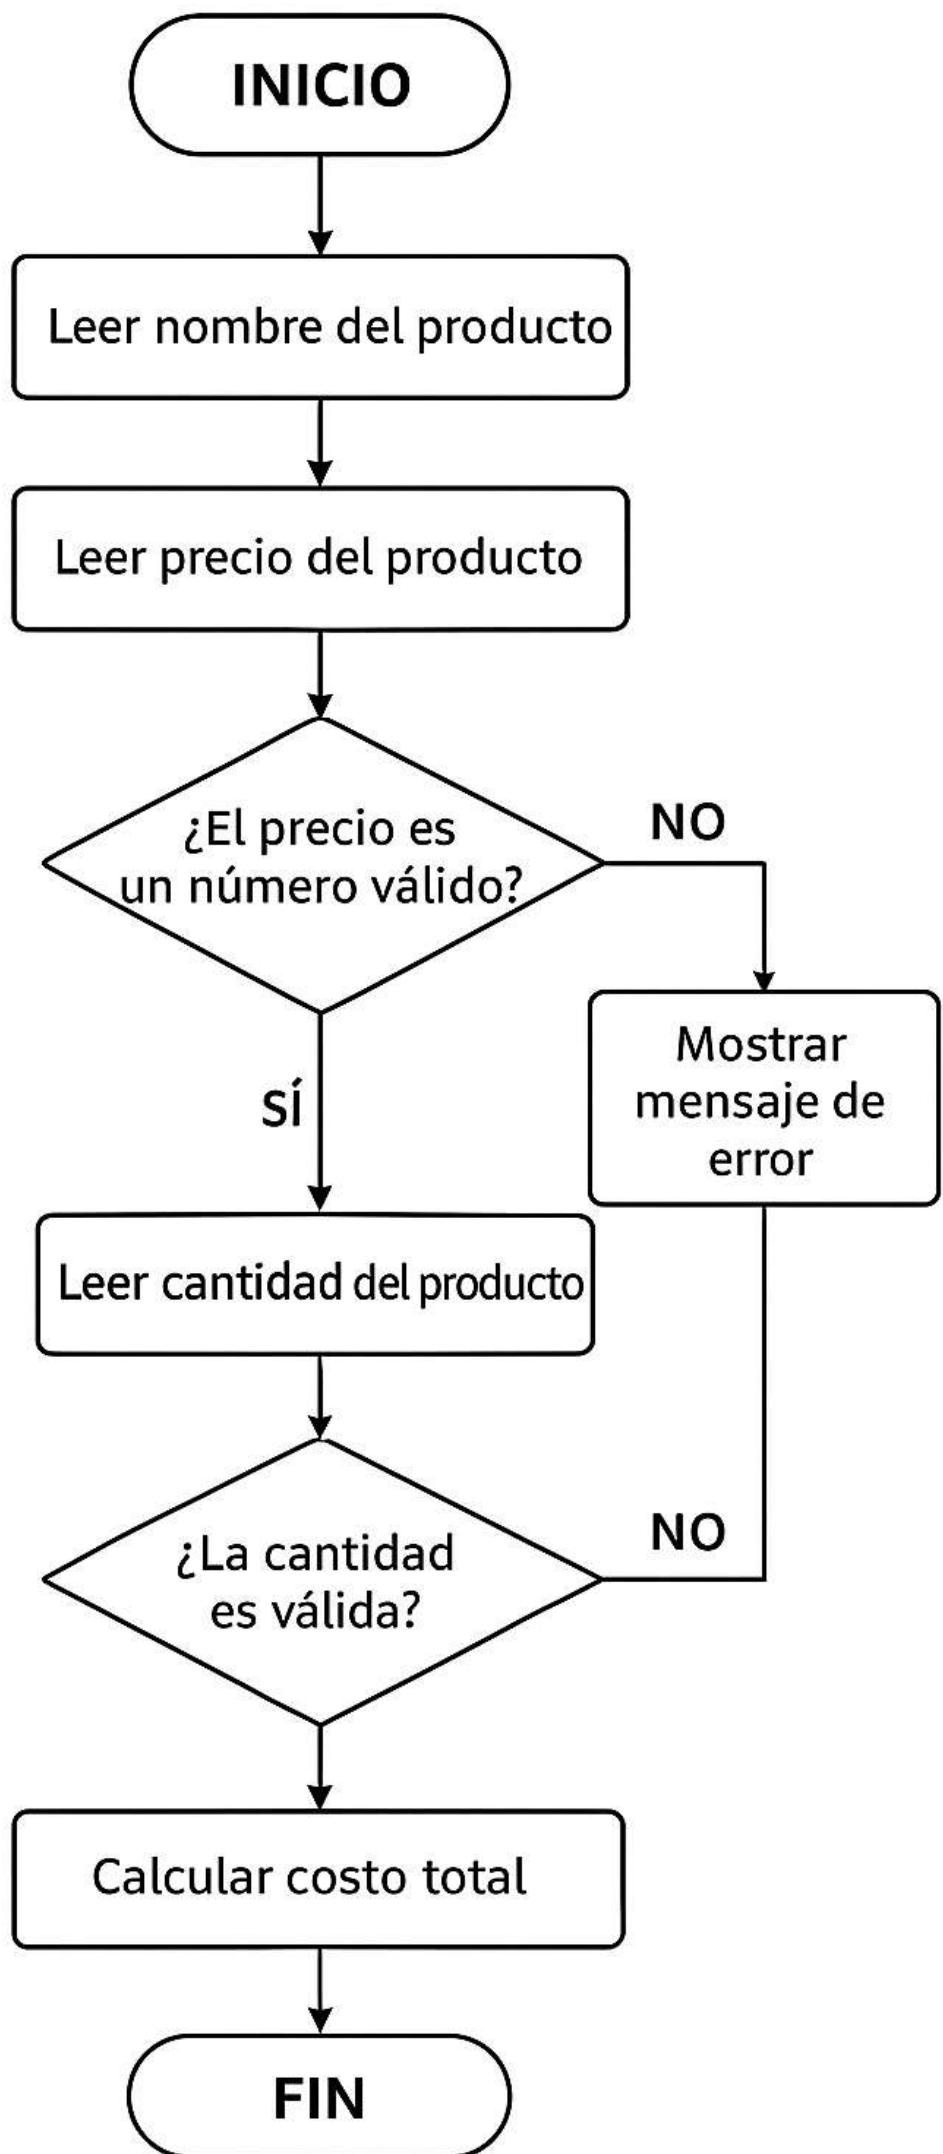 INICIO
Leer nombre del producto
Leer precio del producto
¿El precio es
un número válido?
NO
Mostrar
mensaje de
error
SÍ
Leer cantidad del producto
¿La cantidad
es válida?
NO
Calcular costo total
FIN